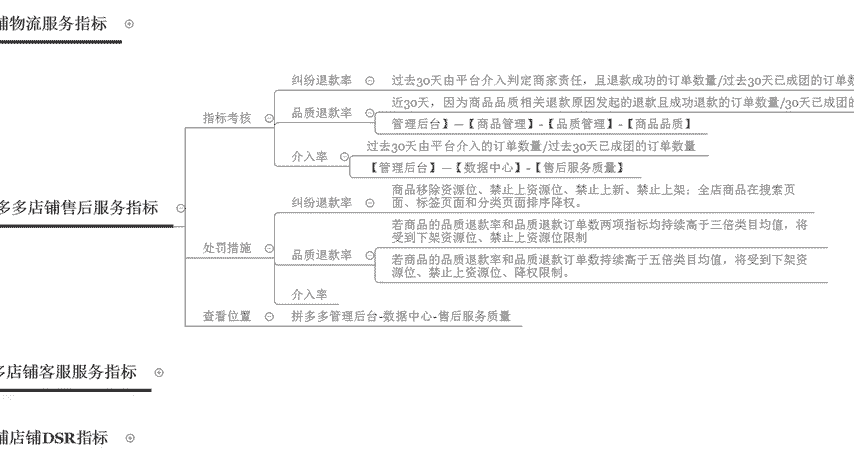 铺物流服务指标
纠纷退款率
过去30天由平台介入判定商家责任，且退款成功的订单数量/过去30天已成团的订单数
指标考核
品质退款率
近30天，因为商品品质相关退款原因发起的退款且成功退款的订单数量/30天已成团的
管理后台】—【商品管理】-【品质管理】-【商品品质】
介入率
过去30天由平台介入的订单数量/过去30天已成团的订单数量
【管理后台】—【数据中心】-【售后服务质量】
多多店铺售后服务指标
处罚措施
纠纷退款率
商品移除资源位、禁止上资源位、禁止上新、禁止上架；全店商品在搜索页
面、标签页面和分类页面排序降权。
品质退款率
若商品的品质退款率和品质退款订单数两项指标均持续高于三倍类目均值，将
受到下架资源位、禁止上资源位限制
若商品的品质退款率和品质退款订单数持续高于五倍类目均值，将受到下架资
源位、禁止上资源位、降权限制。
介入率
查看位置
拼多多管理后台-数据中心-售后服务质量
多店铺客服服务指标
铺店铺DSR指标